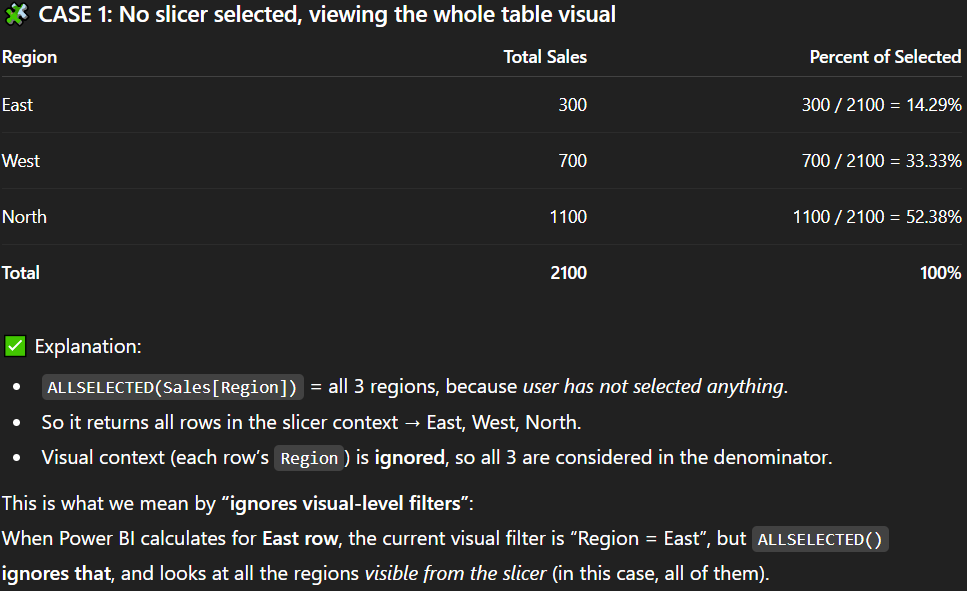 🧩 CASE 1: No slicer selected, viewing the whole table visual
Region Total Sales Percent of Selected
East 300 300 / 2100 = 14.29%
West 700 700 / 2100 = 33.33%
North 1100 1100 / 2100 = 52.38%
Total 2100 100%
✅ Explanation:
• ALLSELECTED(Sales[Region]) = all 3 regions, because user has not selected anything.
• So it returns all rows in the slicer context → East, West, North.
• Visual context (each row’s Region) is ignored, so all 3 are considered in the denominator.
This is what we mean by “ignores visual-level filters”:
When Power BI calculates for East row, the current visual filter is “Region = East”, but ALLSELECTED()
ignores that, and looks at all the regions visible from the slicer (in this case, all of them).